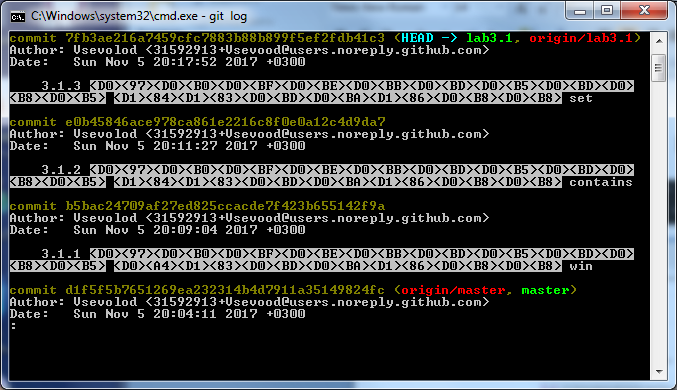 C:\Windows\system32\cmd.exe - git log
commit 7fb3ae216a7459cfc7883b88b899f5ef2fdb41c3 (HEAD -> lab3.1, origin/lab3.1)
Author: Vsevolod <31592913+Vsevood@users.noreply.github.com>
Date: Sun Nov 5 20:17:52 2017 +0300
3.1.3 <D0><97><D0><B0><D0><BF><D0><BE><D0><BB><D0><BD><D0><B5><D0><BD><D0>
<B8><D0><B5> <D1><84><D1><83><D0><BD><D0><BA><D1><86><D0><B8><D0><B8> set
commit e0b45846ace978ca861e2216c8f0e0a12c4d9da7
Author: Vsevolod <31592913+Vsevood@users.noreply.github.com>
Date: Sun Nov 5 20:11:27 2017 +0300
3.1.2 <D0><97><D0><B0><D0><BF><D0><BE><D0><BB><D0><BD><D0><B5><D0><BD><D0>
<B8><D0><B5> <D1><84><D1><83><D0><BD><D0><BA><D1><86><D0><B8><D0><B8> contains
commit b5bac24709af27ed825ccacde7f423b655142f9a
Author: Vsevolod <31592913+Vsevood@users.noreply.github.com>
Date: Sun Nov 5 20:09:04 2017 +0300
3.1.1 <D0><97><D0><B0><D0><BF><D0><BE><D0><BB><D0><BD><D0><B5><D0><BD><D0>
<B8><D0><B5> <D0><A4><D1><83><D0><BD><D0><BA><D1><86><D0><B8><D0><B8> win
commit d1f5f5b7651269ea232314b4d7911a35149824fc (origin/master, master)
Author: Vsevolod <31592913+Vsevood@users.noreply.github.com>
Date: Sun Nov 5 20:04:11 2017 +0300
: